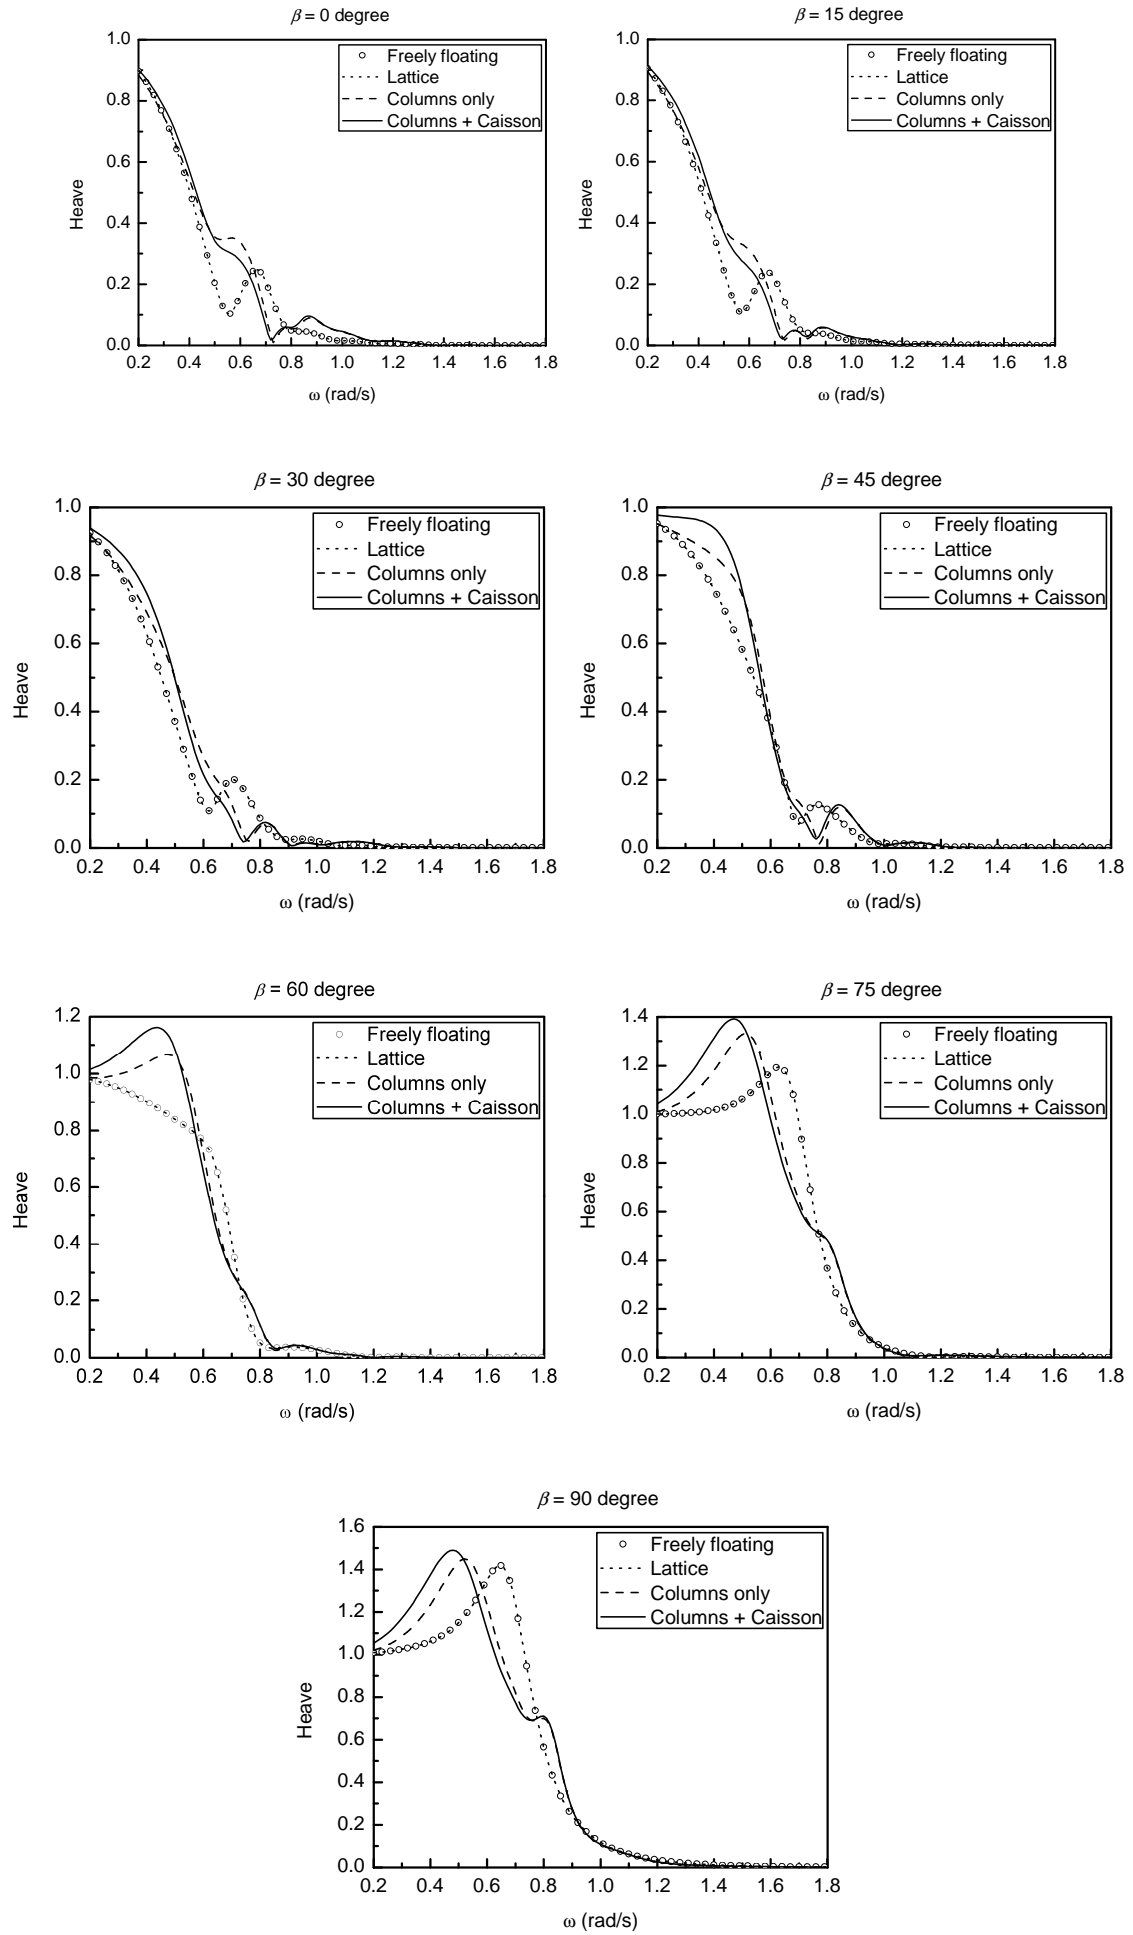 β = 0 degree
1.0
0.8
0.6
0.4
0.2
0.0
Heave
Freely floating
Lattice
Columns only
Columns + Caisson
0.2 0.4 0.6 0.8 1.0 1.2 1.4 1.6 1.8
ω (rad/s)
β = 15 degree
1.0
0.8
0.6
0.4
0.2
0.0
Heave
Freely floating
Lattice
Columns only
Columns + Caisson
0.2 0.4 0.6 0.8 1.0 1.2 1.4 1.6 1.8
ω (rad/s)
β = 30 degree
1.0
0.8
0.6
0.4
0.2
0.0
Heave
Freely floating
Lattice
Columns only
Columns + Caisson
0.2 0.4 0.6 0.8 1.0 1.2 1.4 1.6 1.8
ω (rad/s)
β = 45 degree
1.0
0.8
0.6
0.4
0.2
0.0
Heave
Freely floating
Lattice
Columns only
Columns + Caisson
0.2 0.4 0.6 0.8 1.0 1.2 1.4 1.6 1.8
ω (rad/s)
β = 60 degree
1.2
1.0
0.8
0.6
0.4
0.2
0.0
Heave
Freely floating
Lattice
Columns only
Columns + Caisson
0.2 0.4 0.6 0.8 1.0 1.2 1.4 1.6 1.8
ω (rad/s)
β = 75 degree
1.4
1.2
1.0
0.8
0.6
0.4
0.2
0.0
Heave
Freely floating
Lattice
Columns only
Columns + Caisson
0.2 0.4 0.6 0.8 1.0 1.2 1.4 1.6 1.8
ω (rad/s)
β = 90 degree
1.6
1.4
1.2
1.0
0.8
0.6
0.4
0.2
0.0
Heave
Freely floating
Lattice
Columns only
Columns + Caisson
0.2 0.4 0.6 0.8 1.0 1.2 1.4 1.6 1.8
ω (rad/s)